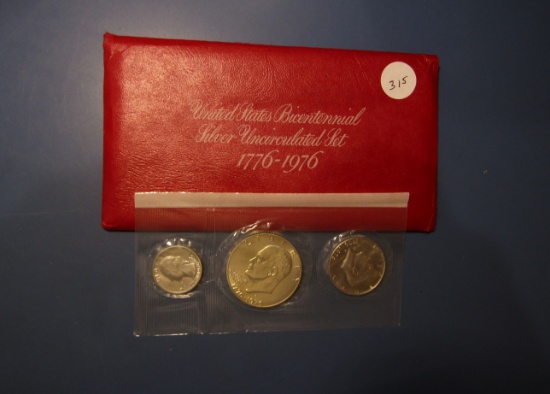 United States Bicentennial
Silver Uncirculated Set
1776-1976
315